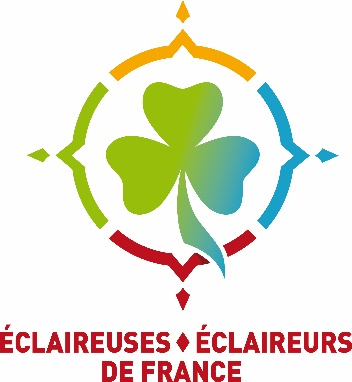 ÉCLAIREUSES ♦ ÉCLAIREURS
DE FRANCE